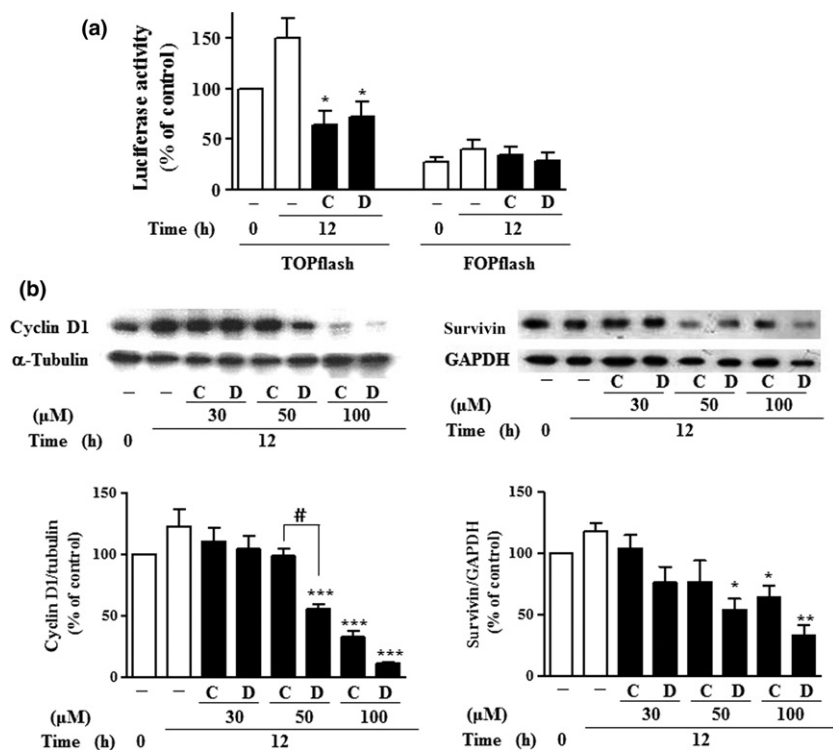 (a)
Luciferase activity
(% of control)
150
100
50
0
* *
– – C D – – C D
Time (h) 0 12 0 12
TOPflash FOPflash
(b)
Cyclin D1
α-Tubulin
– – C D C D C D
(µM) 30 50 100
Time (h) 0 12
Survivin
GAPDH
– – C D C D C D
(µM) 30 50 100
Time (h) 0 12
Cyclin D1/tubulin
(% of control)
150
100
50
0
#
*** *** ***
– – C D C D C D
(µM) 30 50 100
Time (h) 0 12
Survivin/GAPDH
(% of control)
150
100
50
0
* * **
– – C D C D C D
(µM) 30 50 100
Time (h) 0 12